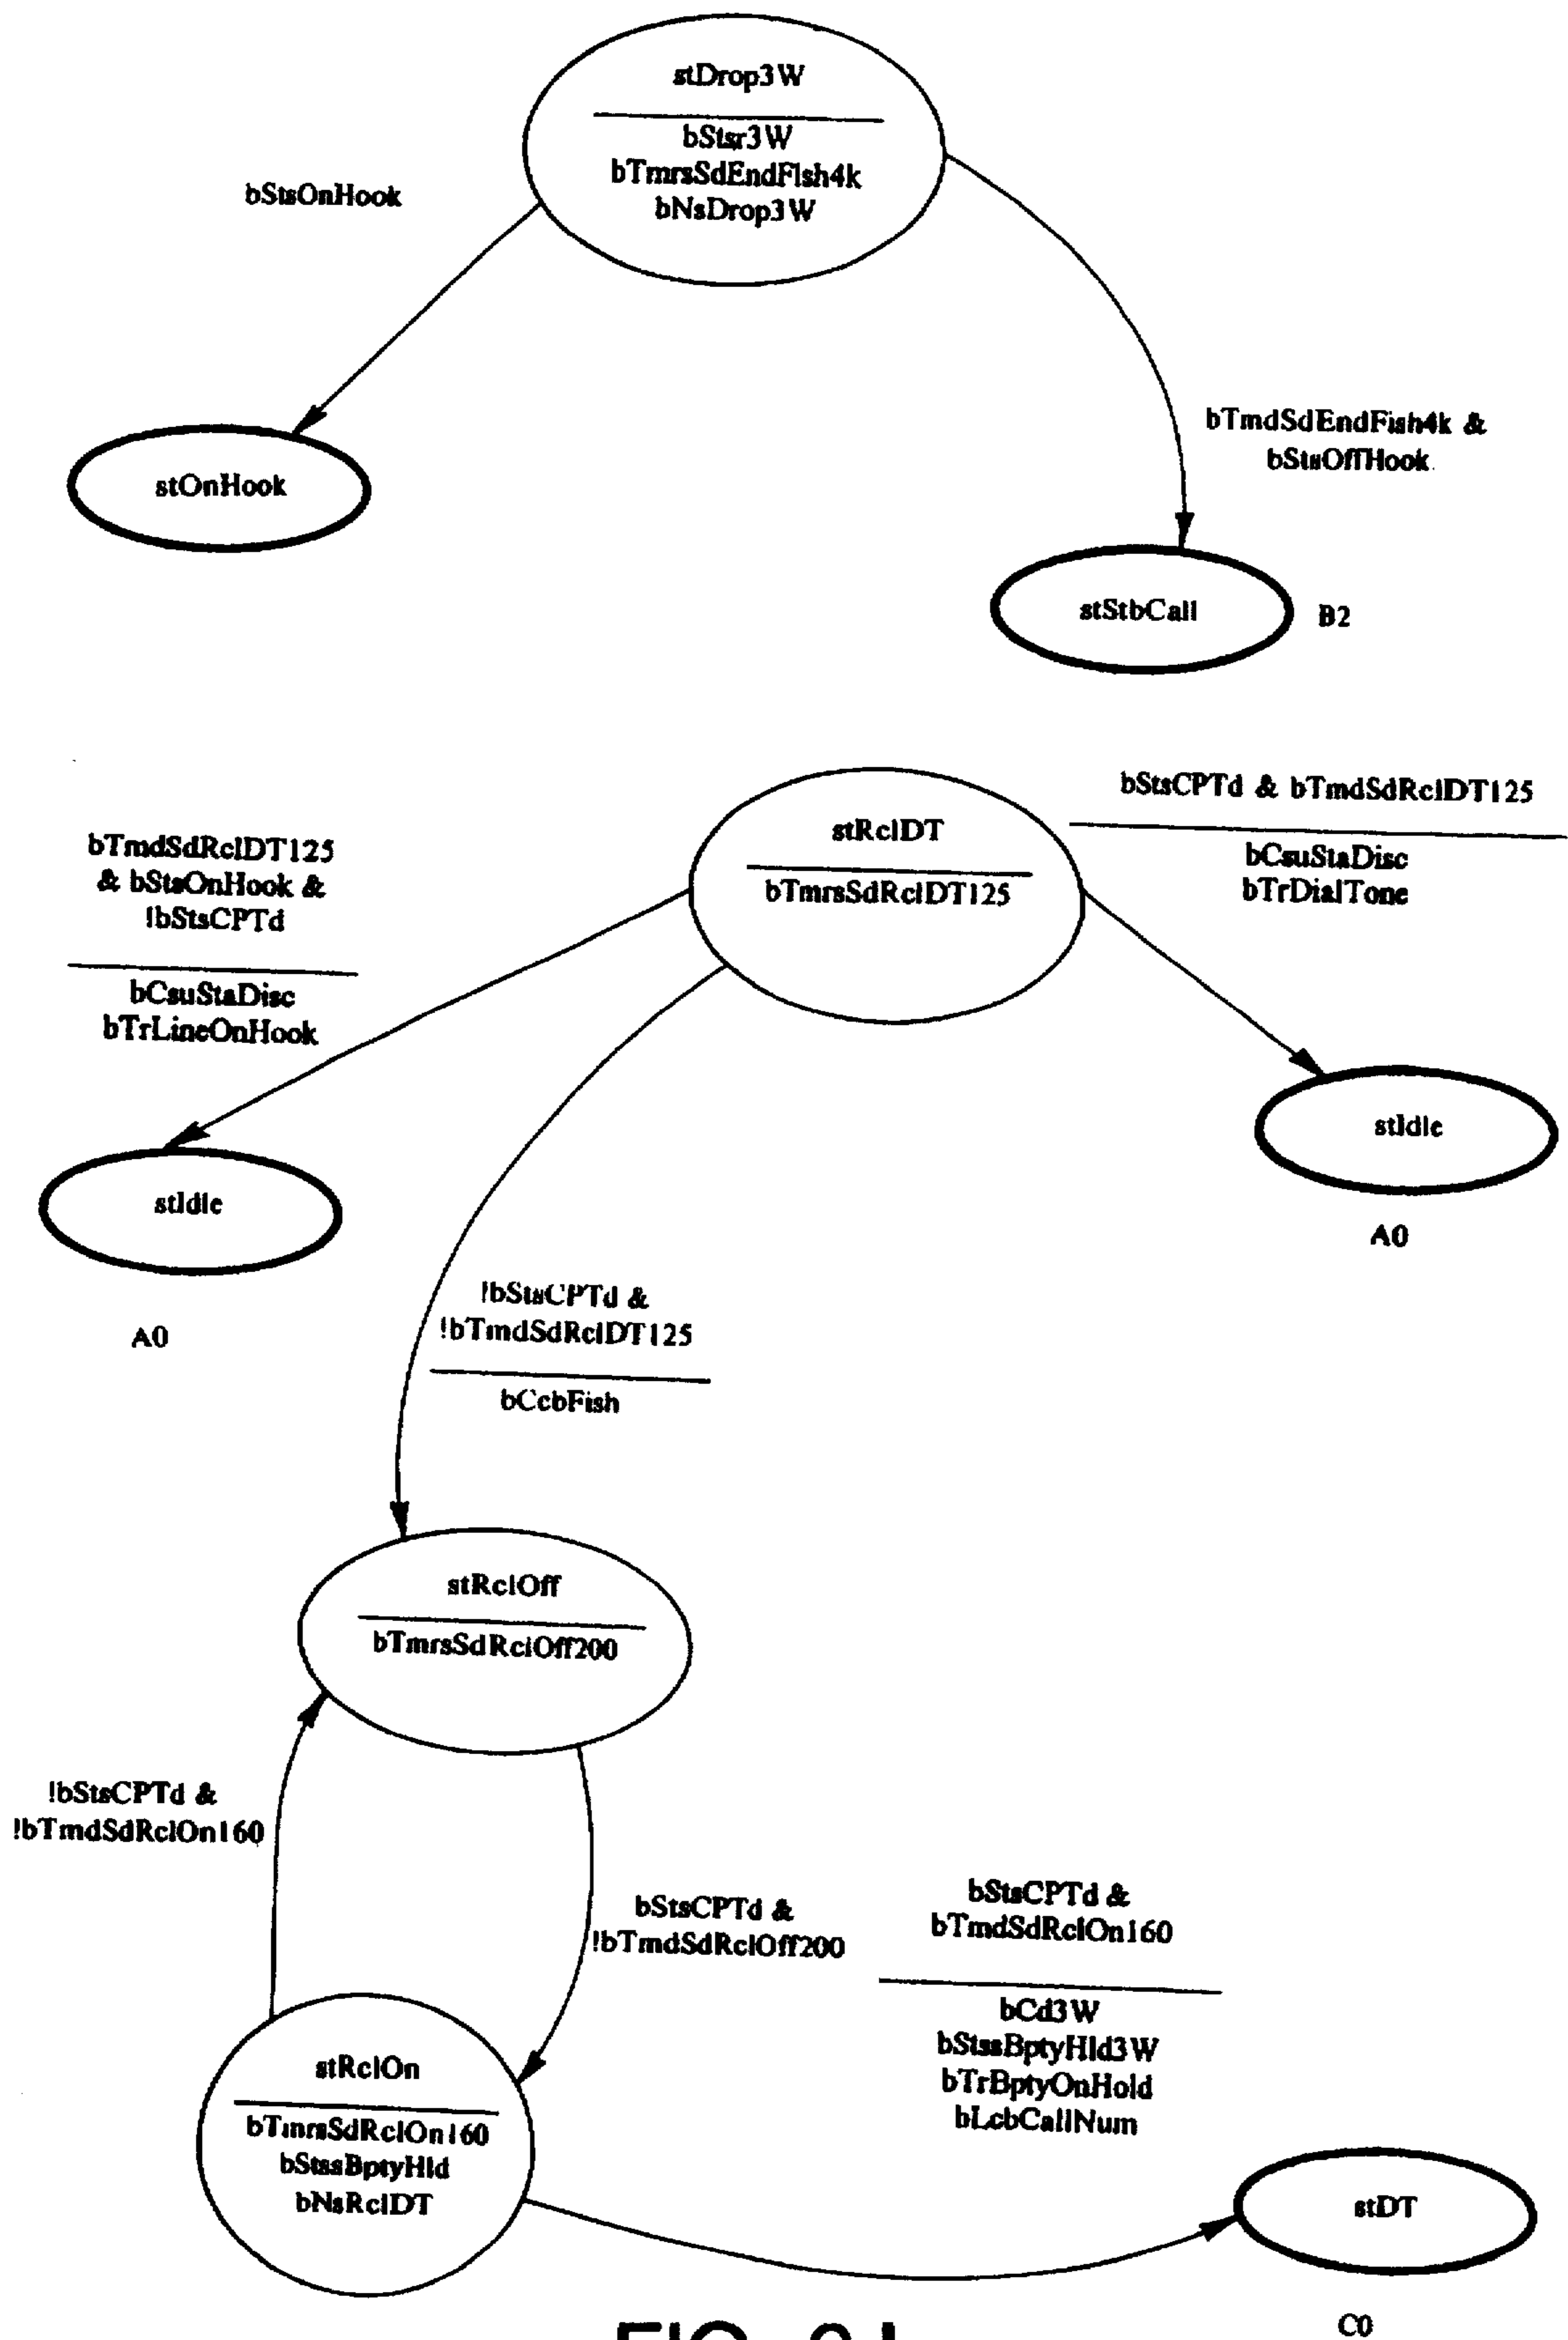 stDrop3W
bStsr3W
bTmrsSdEndFlsh4k
bNsDrop3W
bStsOnHook
bTmdSdEndFlsh4k &
bStsOffHook
stOnHook
stStbCall
B2
bStsCPTd & bTmdSdRclDT125
bCsuStaDisc
bTrDialTone
stRclDT
bTmrsSdRclDT125
bTmdSdRclDT125
& bStsOnHook &
!bStsCPTd
bCsuStaDisc
bTrLineOnHook
stIdle
A0
stIdle
A0
!bStsCPTd &
!bTmdSdRclDT125
bCcbFlsh
stRclOff
bTmrsSdRclOff200
!bStsCPTd &
!bTmdSdRclOn160
bStsCPTd &
!bTmdSdRclOff200
bStsCPTd &
bTmdSdRclOn160
bCd3W
bStssBptyHld3W
bTrBptyOnHold
bLcbCallNum
stRclOn
bTmrsSdRclOn160
bStssBptyHld
bNsRclDT
stDT
C0